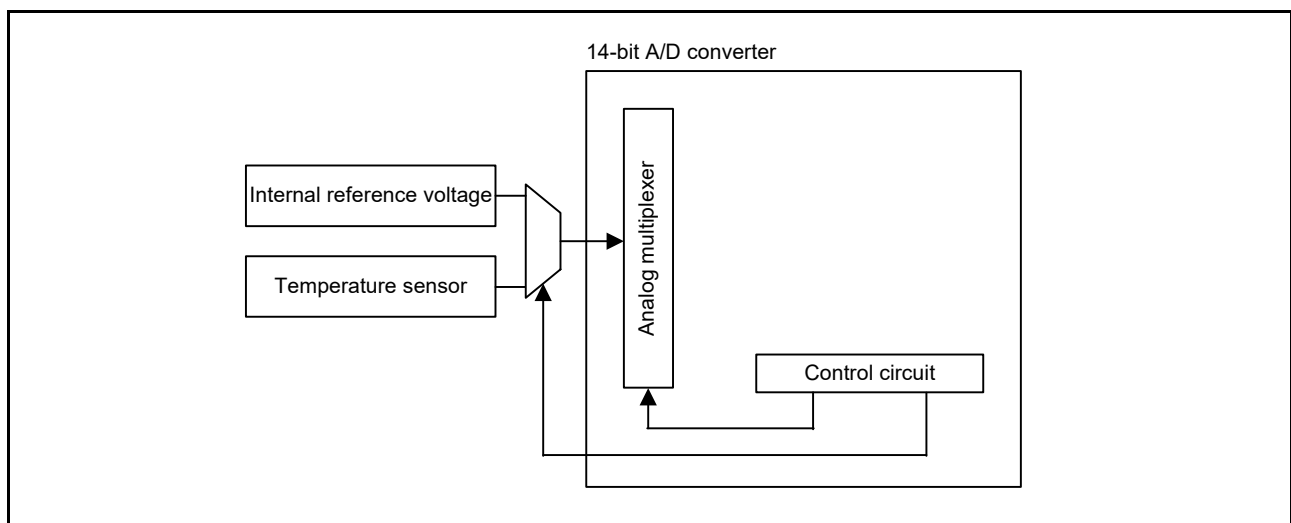 14-bit A/D converter
Internal reference voltage
Temperature sensor
Analog multiplexer
Control circuit